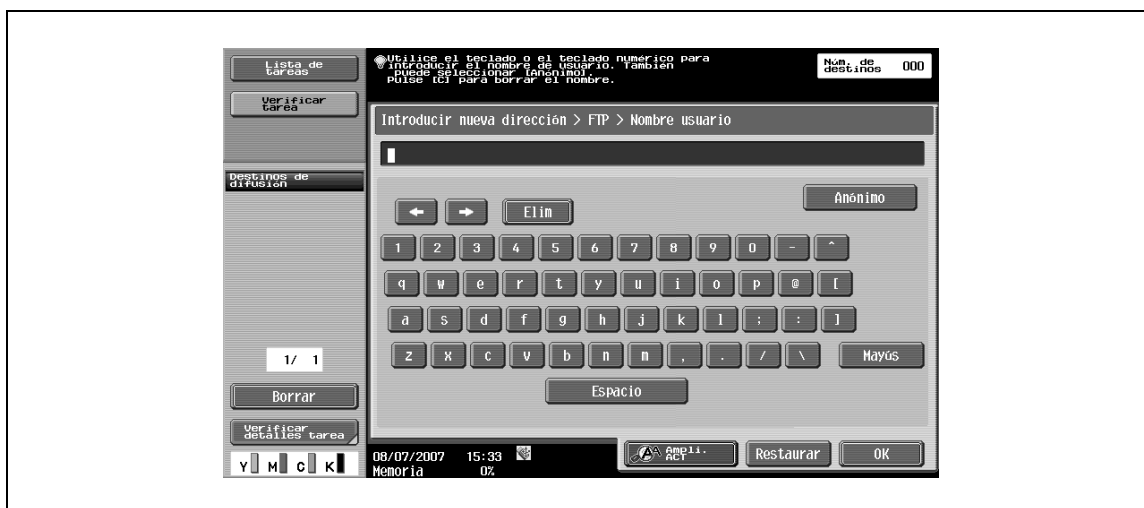 Lista de
tareas
Verificar
tarea
Destinos de
difusión
1/ 1
Borrar
Verificar
detalles tarea
Y M C K
Utilice el teclado o el teclado numérico para
introducir el nombre de usuario. También
puede seleccionar [Anónimo].
Pulse [C] para borrar el nombre.
Núm. de
destinos 000
Introducir nueva dirección > FTP > Nombre usuario
Anónimo
← → Elim
1 2 3 4 5 6 7 8 9 0 - ^
q w e r t y u i o p @ [
a s d f g h j k l ; : ]
z x c v b n m , . / \ Mayús
Espacio
08/07/2007 15:33
Memoria 0%
Ampli.
ACT
Restaurar
OK